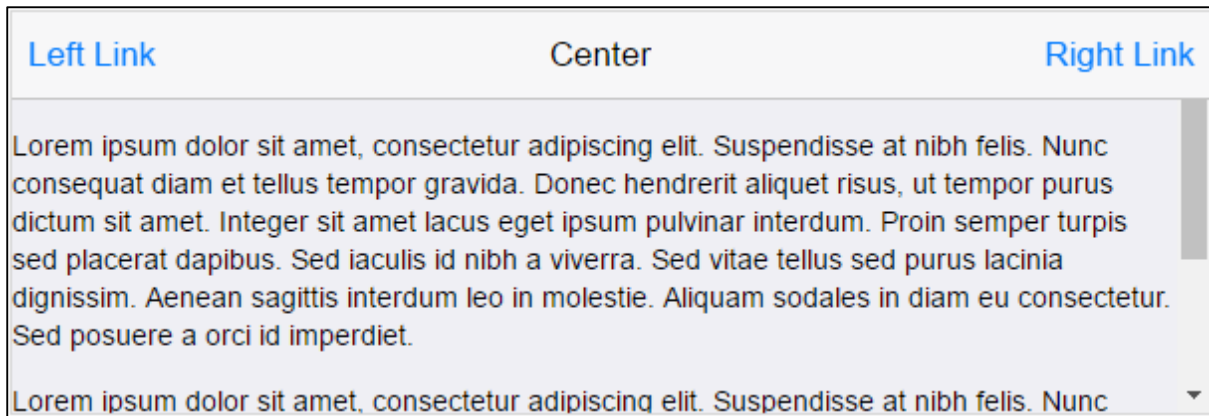 Left Link Center Right Link
Lorem ipsum dolor sit amet, consectetur adipiscing elit. Suspendisse at nibh felis. Nunc
consequat diam et tellus tempor gravida. Donec hendrerit aliquet risus, ut tempor purus
dictum sit amet. Integer sit amet lacus eget ipsum pulvinar interdum. Proin semper turpis
sed placerat dapibus. Sed iaculis id nibh a viverra. Sed vitae tellus sed purus lacinia
dignissim. Aenean sagittis interdum leo in molestie. Aliquam sodales in diam eu consectetur.
Sed posuere a orci id imperdiet.
Lorem ipsum dolor sit amet, consectetur adipiscing elit. Suspendisse at nibh felis. Nunc